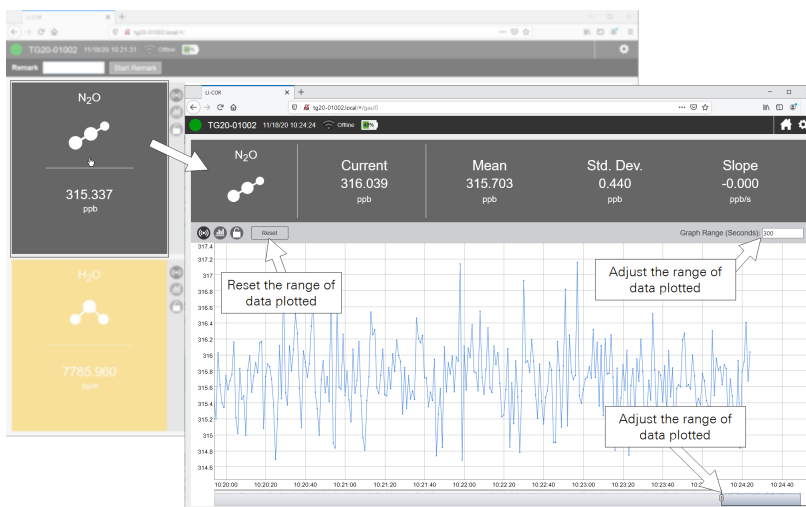 LI-COR
tg20-01002.local/#/
TG20-01002 11/18/20 10:21:31 Offline
Remark Start Remark
N2O
315.337
ppb
H2O
7785.960
ppm
LI-COR
tg20-01002.local/#/gas/0
TG20-01002 11/18/20 10:24:24 Offline
N2O
Current
316.039
ppb
Mean
315.703
ppb
Std. Dev.
0.440
ppb
Slope
-0.000
ppb/s
Reset
Graph Range (Seconds): 300
Reset the range of
data plotted
Adjust the range of
data plotted
Adjust the range of
data plotted
317.4
317.2
317
316.8
316.6
316.4
316.2
316
315.8
315.6
315.4
315.2
315
314.8
314.6
10:20:00 10:20:20 10:20:40 10:21:00 10:21:20 10:21:40 10:22:00 10:22:20 10:22:40 10:23:00 10:23:20 10:23:40 10:24:20 10:24:40